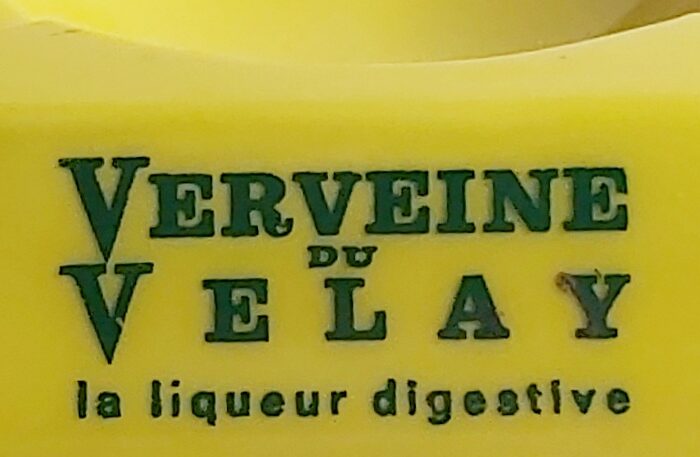 VERVEINE
DU
VELAY
la liqueur digestive